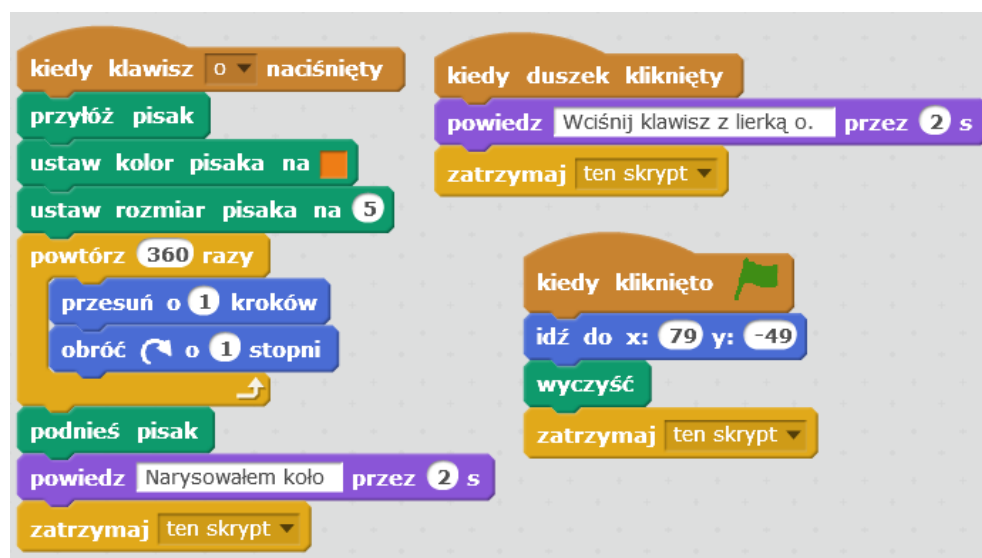 kiedy klawisz o naciśnięty
przyłóż pisak
ustaw kolor pisaka na
ustaw rozmiar pisaka na 5
powtórz 360 razy
przesuń o 1 kroków
obróć o 1 stopni
podnieś pisak
powiedz Narysowałem koło przez 2 s
zatrzymaj ten skrypt
kiedy duszek kliknięty
powiedz Wciśnij klawisz z lierką o. przez 2 s
zatrzymaj ten skrypt
kiedy kliknięto
idź do x: 79 y: -49
wyczyść
zatrzymaj ten skrypt